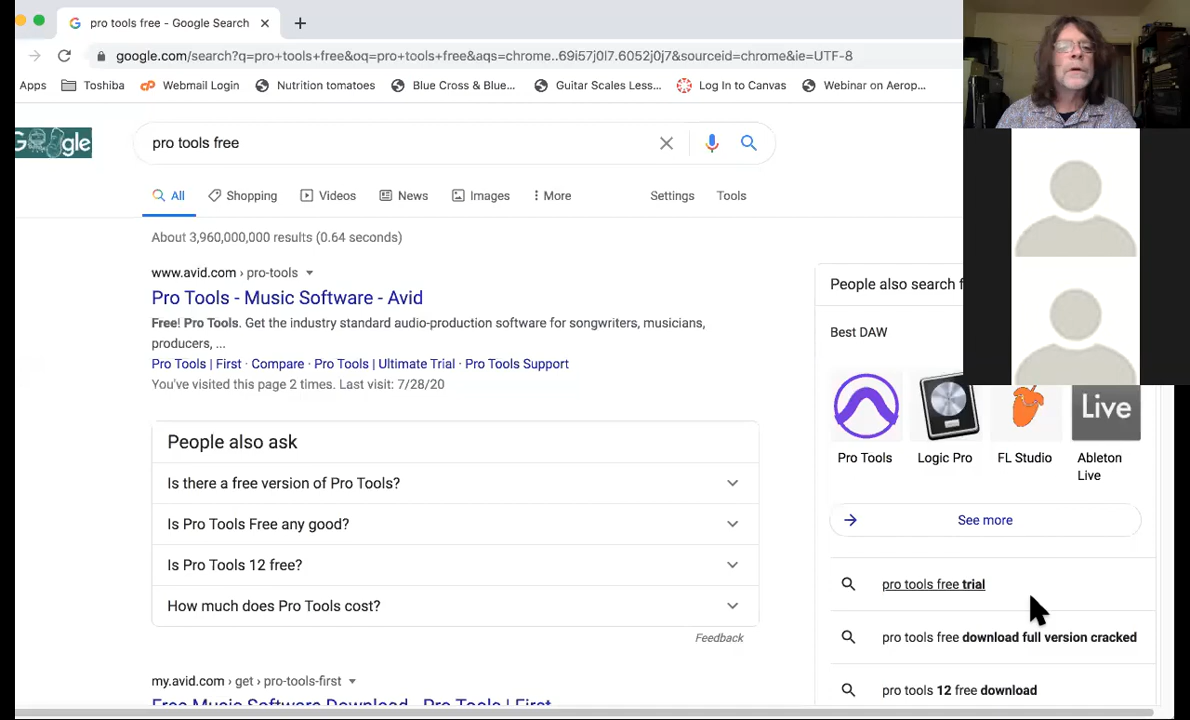 pro tools free - Google Search
google.com/search?q=pro+tools+free&oq=pro+tools+free&aqs=chrome..69i57j0l7.6052j0j7&sourceid=chrome&ie=UTF-8
Apps Toshiba Webmail Login Nutrition tomatoes Blue Cross & Blue... Guitar Scales Less... Log In to Canvas Webinar on Aerop...
Google
pro tools free
All Shopping Videos News Images More Settings Tools
About 3,960,000,000 results (0.64 seconds)
www.avid.com › pro-tools
Pro Tools - Music Software - Avid
Free! Pro Tools. Get the industry standard audio-production software for songwriters, musicians,
producers, ...
Pro Tools | First · Compare · Pro Tools | Ultimate Trial · Pro Tools Support
You've visited this page 2 times. Last visit: 7/28/20
People also ask
Is there a free version of Pro Tools?
Is Pro Tools Free any good?
Is Pro Tools 12 free?
How much does Pro Tools cost?
Feedback
my.avid.com › get › pro-tools-first
Free Music Software Download - Pro Tools | First
People also search f
Best DAW
Live
Pro Tools
Logic Pro
FL Studio
Ableton
Live
See more
pro tools free trial
pro tools free download full version cracked
pro tools 12 free download